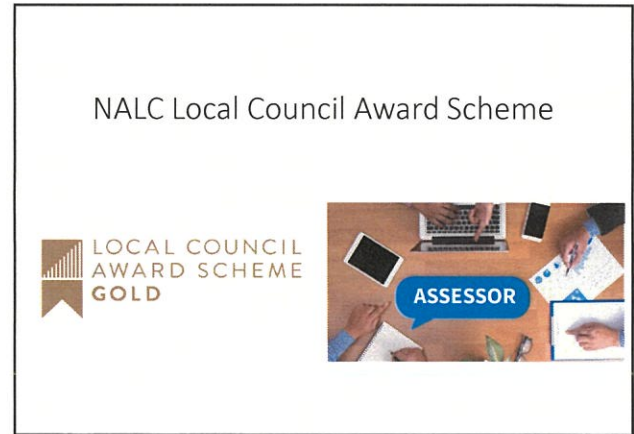 NALC Local Council Award Scheme
LOCAL COUNCIL
AWARD SCHEME
GOLD
ASSESSOR